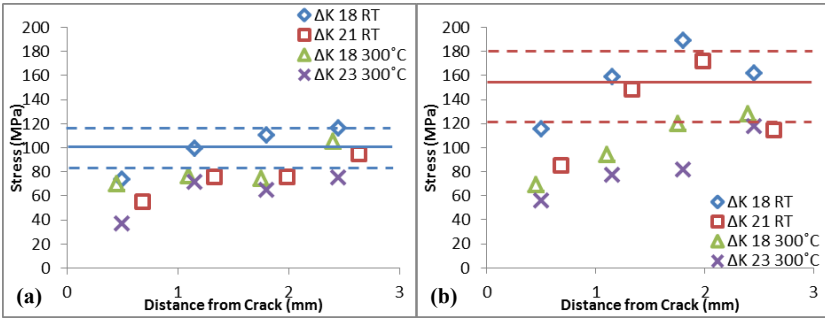 ΔK 18 RT
ΔK 21 RT
ΔK 18 300˚C
ΔK 23 300˚C
200
180
160
140
120
100
80
60
40
20
0
Stress (MPa)
0 1 2 3
(a) Distance from Crack (mm)
200
180
160
140
120
100
80
60
40
20
0
Stress (MPa)
ΔK 18 RT
ΔK 21 RT
ΔK 18 300˚C
ΔK 23 300˚C
0 1 2 3
(b) Distance from Crack (mm)